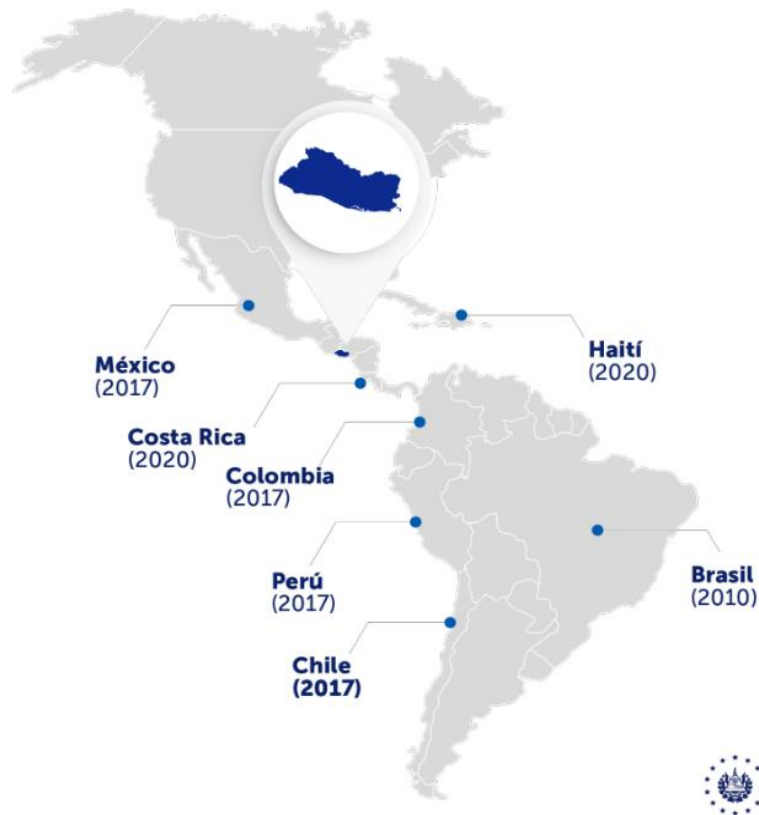 México
(2017)
Haití
(2020)
Costa Rica
(2020)
Colombia
(2017)
Perú
(2017)
Brasil
(2010)
Chile
(2017)